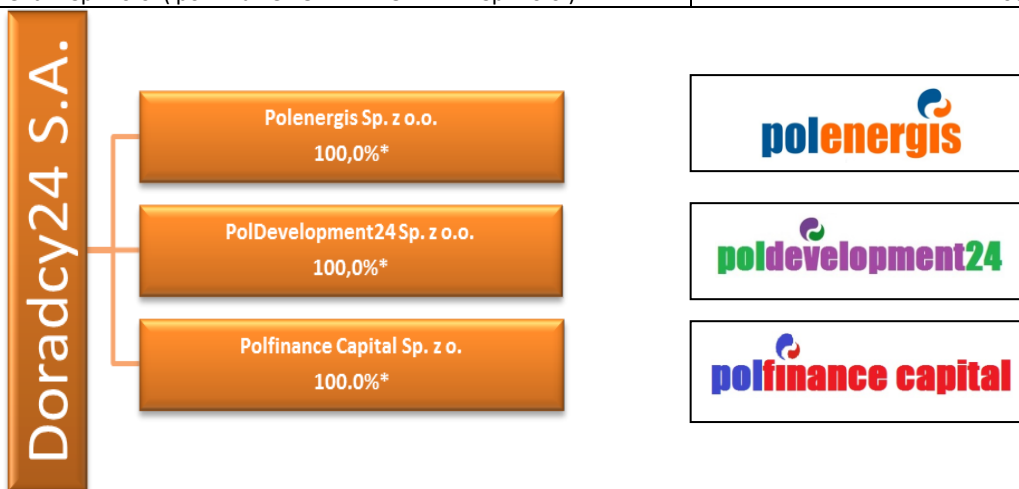 Doradcy24 S.A.
Polenergis Sp. z o.o.
100,0%*
polenergis
PolDevelopment24 Sp. z o.o.
100,0%*
poldevelopment24
Polfinance Capital Sp. z o.
100.0%*
polfinance capital